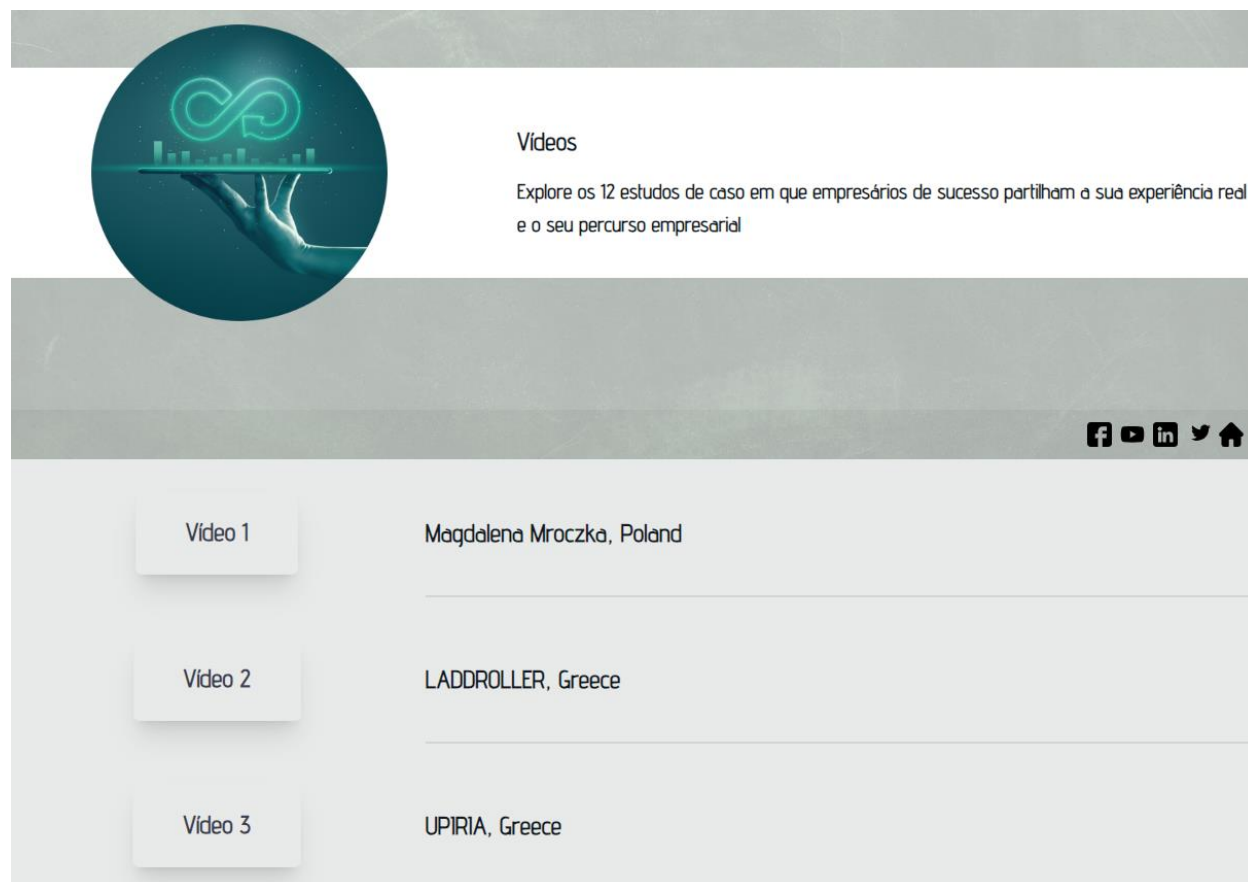 Vídeos
Explore os 12 estudos de caso em que empresários de sucesso partilham a sua experiência real
e o seu percurso empresarial
Vídeo 1
Magdalena Mroczka, Poland
Vídeo 2
LADDROLLER, Greece
Vídeo 3
UP1R1A, Greece